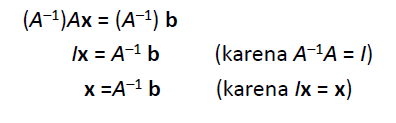 (A⁻¹)Ax = (A⁻¹) b
Ix = A⁻¹ b (karena A⁻¹A = I)
x =A⁻¹ b (karena Ix = x)